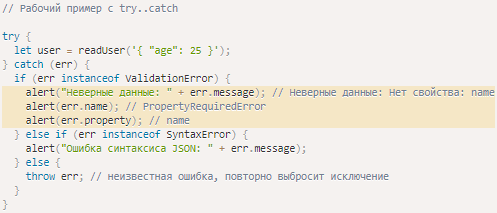 // Рабочий пример с try..catch

try {
  let user = readUser('{ "age": 25 }');
} catch (err) {
  if (err instanceof ValidationError) {
    alert("Неверные данные: " + err.message); // Неверные данные: Нет свойства: name
    alert(err.name); // PropertyRequiredError
    alert(err.property); // name
  } else if (err instanceof SyntaxError) {
    alert("Ошибка синтаксиса JSON: " + err.message);
  } else {
    throw err; // неизвестная ошибка, повторно выбросит исключение
  }
}